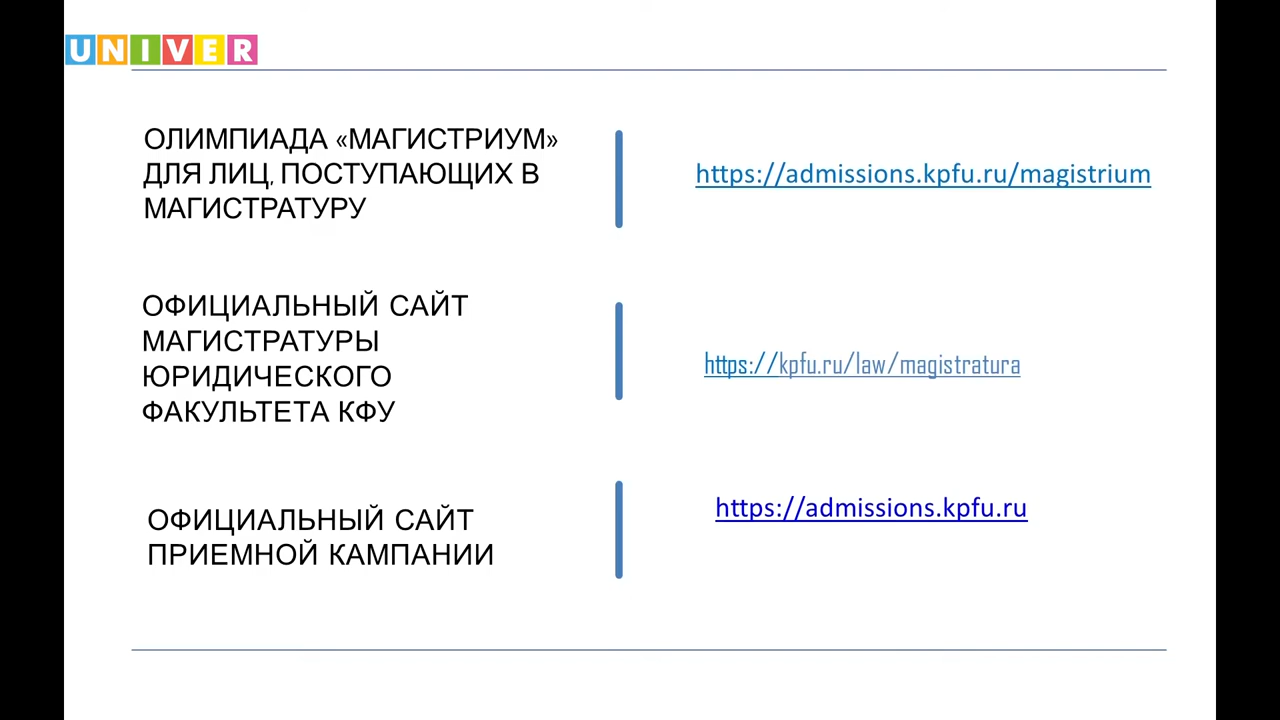 UNIVER
ОЛИМПИАДА «МАГИСТРИУМ»
ДЛЯ ЛИЦ, ПОСТУПАЮЩИХ В
МАГИСТРАТУРУ
https://admissions.kpfu.ru/magistrium
ОФИЦИАЛЬНЫЙ САЙТ
МАГИСТРАТУРЫ
ЮРИДИЧЕСКОГО
ФАКУЛЬТЕТА КФУ
https://kpfu.ru/law/magistratura
ОФИЦИАЛЬНЫЙ САЙТ
ПРИЕМНОЙ КАМПАНИИ
https://admissions.kpfu.ru